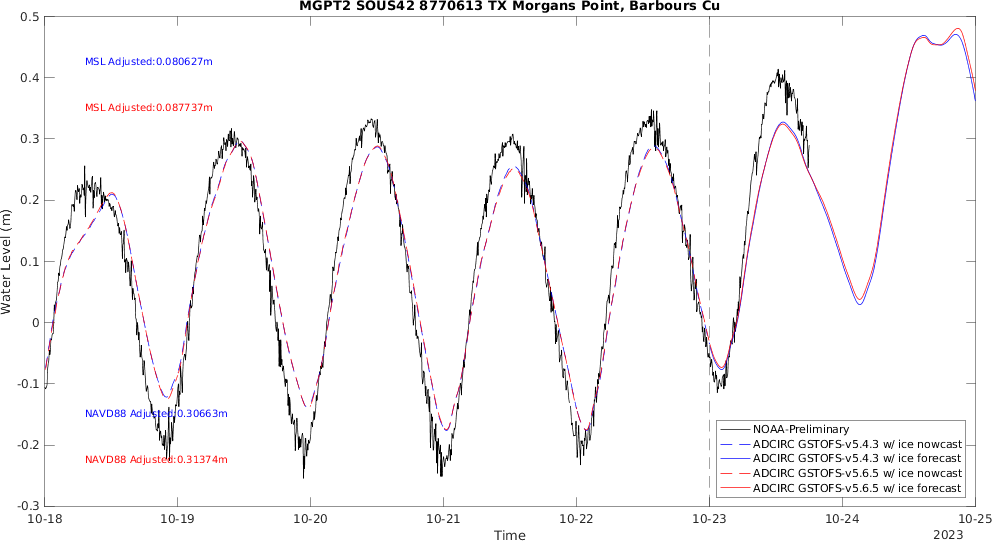 MGPT2 SOUS42 8770613 TX Morgans Point, Barbours Cu
0.5
0.4
0.3
0.2
0.1
0
-0.1
-0.2
-0.3
Water Level (m)
MSL Adjusted:0.080627m
MSL Adjusted:0.087737m
NAVD88 Adjusted:0.30663m
NAVD88 Adjusted:0.31374m
NOAA-Preliminary
ADCIRC GSTOFS-v5.4.3 w/ ice nowcast
ADCIRC GSTOFS-v5.4.3 w/ ice forecast
ADCIRC GSTOFS-v5.6.5 w/ ice nowcast
ADCIRC GSTOFS-v5.6.5 w/ ice forecast
10-18 10-19 10-20 10-21 10-22 10-23 10-24 10-25
Time
2023